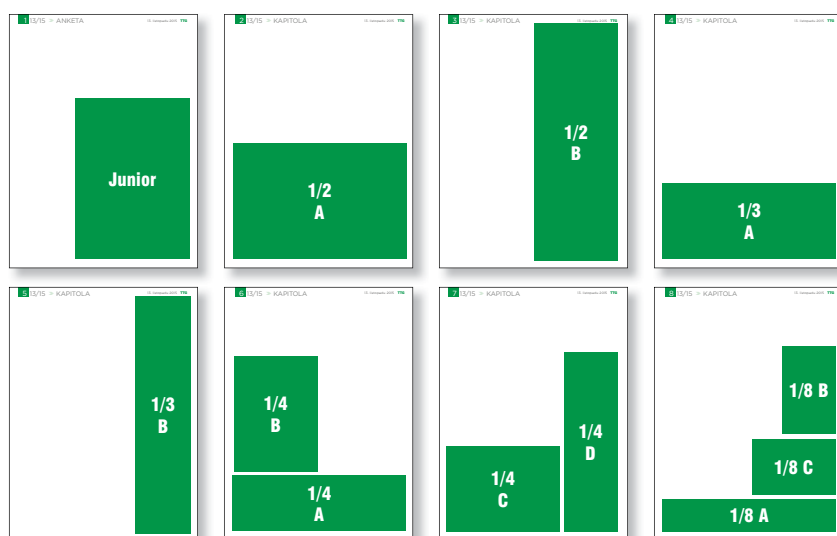 1 13/15 > ANKETA
Junior
2 13/15 > KAPITOLA
1/2
A
3 13/15 > KAPITOLA
1/2
B
4 13/15 > KAPITOLA
1/3
A
5 13/15 > KAPITOLA
1/3
B
6 13/15 > KAPITOLA
1/4
B
1/4
A
7 13/15 > KAPITOLA
1/4
D
1/4
C
8 13/15 > KAPITOLA
1/8 B
1/8 C
1/8 A